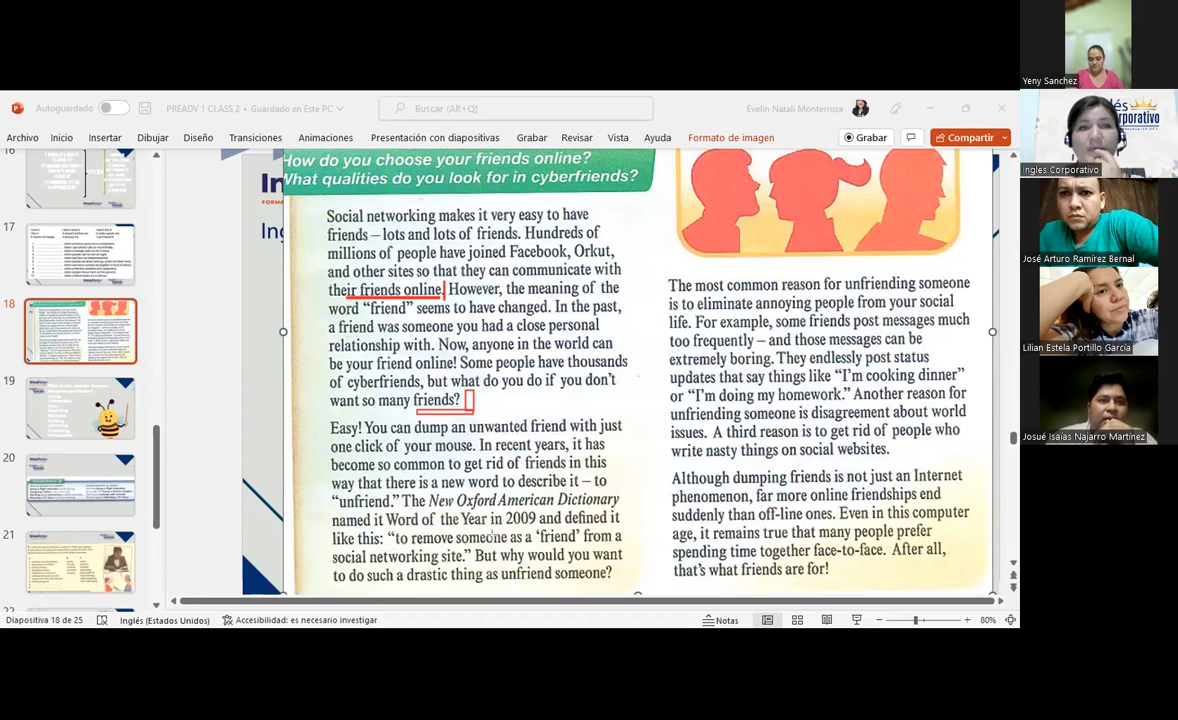 Autoguardado
PREADV 1 CLASS 2 • Guardado en Este PC
Buscar (Alt+Q)
Evelin Natali Monterroza
Archivo Inicio Insertar Dibujar Diseño Transiciones Animaciones Presentación con diapositivas Grabar Revisar Vista Ayuda Formato de imagen
Grabar
Compartir
16
17
18
19
20
21
22
How do you choose your friends online?
What qualities do you look for in cyberfriends?
Social networking makes it very easy to have
friends – lots and lots of friends. Hundreds of
millions of people have joined Facebook, Orkut,
and other sites so that they can communicate with
their friends online. However, the meaning of the
word “friend” seems to have changed. In the past,
a friend was someone you had a close personal
relationship with. Now, anyone in the world can
be your friend online! Some people have thousands
of cyberfriends, but what do you do if you don’t
want so many friends?
Easy! You can dump an unwanted friend with just
one click of your mouse. In recent years, it has
become so common to get rid of friends in this
way that there is a new word to describe it – to
“unfriend.” The New Oxford American Dictionary
named it Word of the Year in 2009 and defined it
like this: “to remove someone as a ‘friend’ from a
social networking site.” But why would you want
to do such a drastic thing as unfriend someone?
The most common reason for unfriending someone
is to eliminate annoying people from your social
life. For example, some friends post messages much
too frequently – and those messages can be
extremely boring. They endlessly post status
updates that say things like “I’m cooking dinner”
or “I’m doing my homework.” Another reason for
unfriending someone is disagreement about world
issues. A third reason is to get rid of people who
write nasty things on social websites.
Although dumping friends is not just an Internet
phenomenon, far more online friendships end
suddenly than off-line ones. Even in this computer
age, it remains true that many people prefer
spending time together face-to-face. After all,
that’s what friends are for!
Diapositiva 18 de 25
Inglés (Estados Unidos)
Accesibilidad: es necesario investigar
Notas
80%
Yeny Sanchez
Ingles Corporativo
José Arturo Ramírez Bernal
Lilian Estela Portillo García
Josué Isaías Najarro Martínez